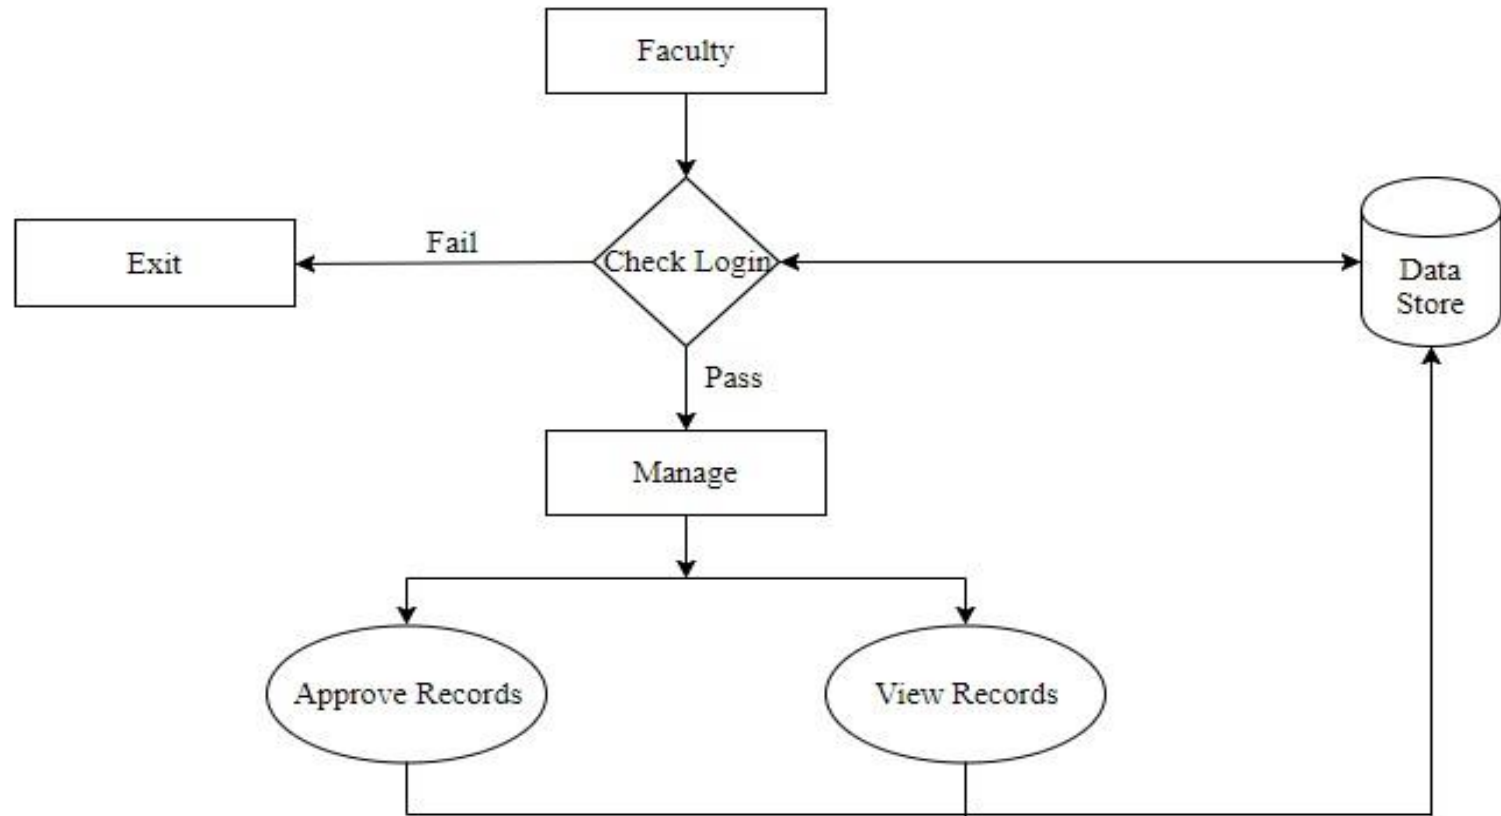 Faculty
Fail
Exit
Check Login
Data
Store
Pass
Manage
Approve Records
View Records